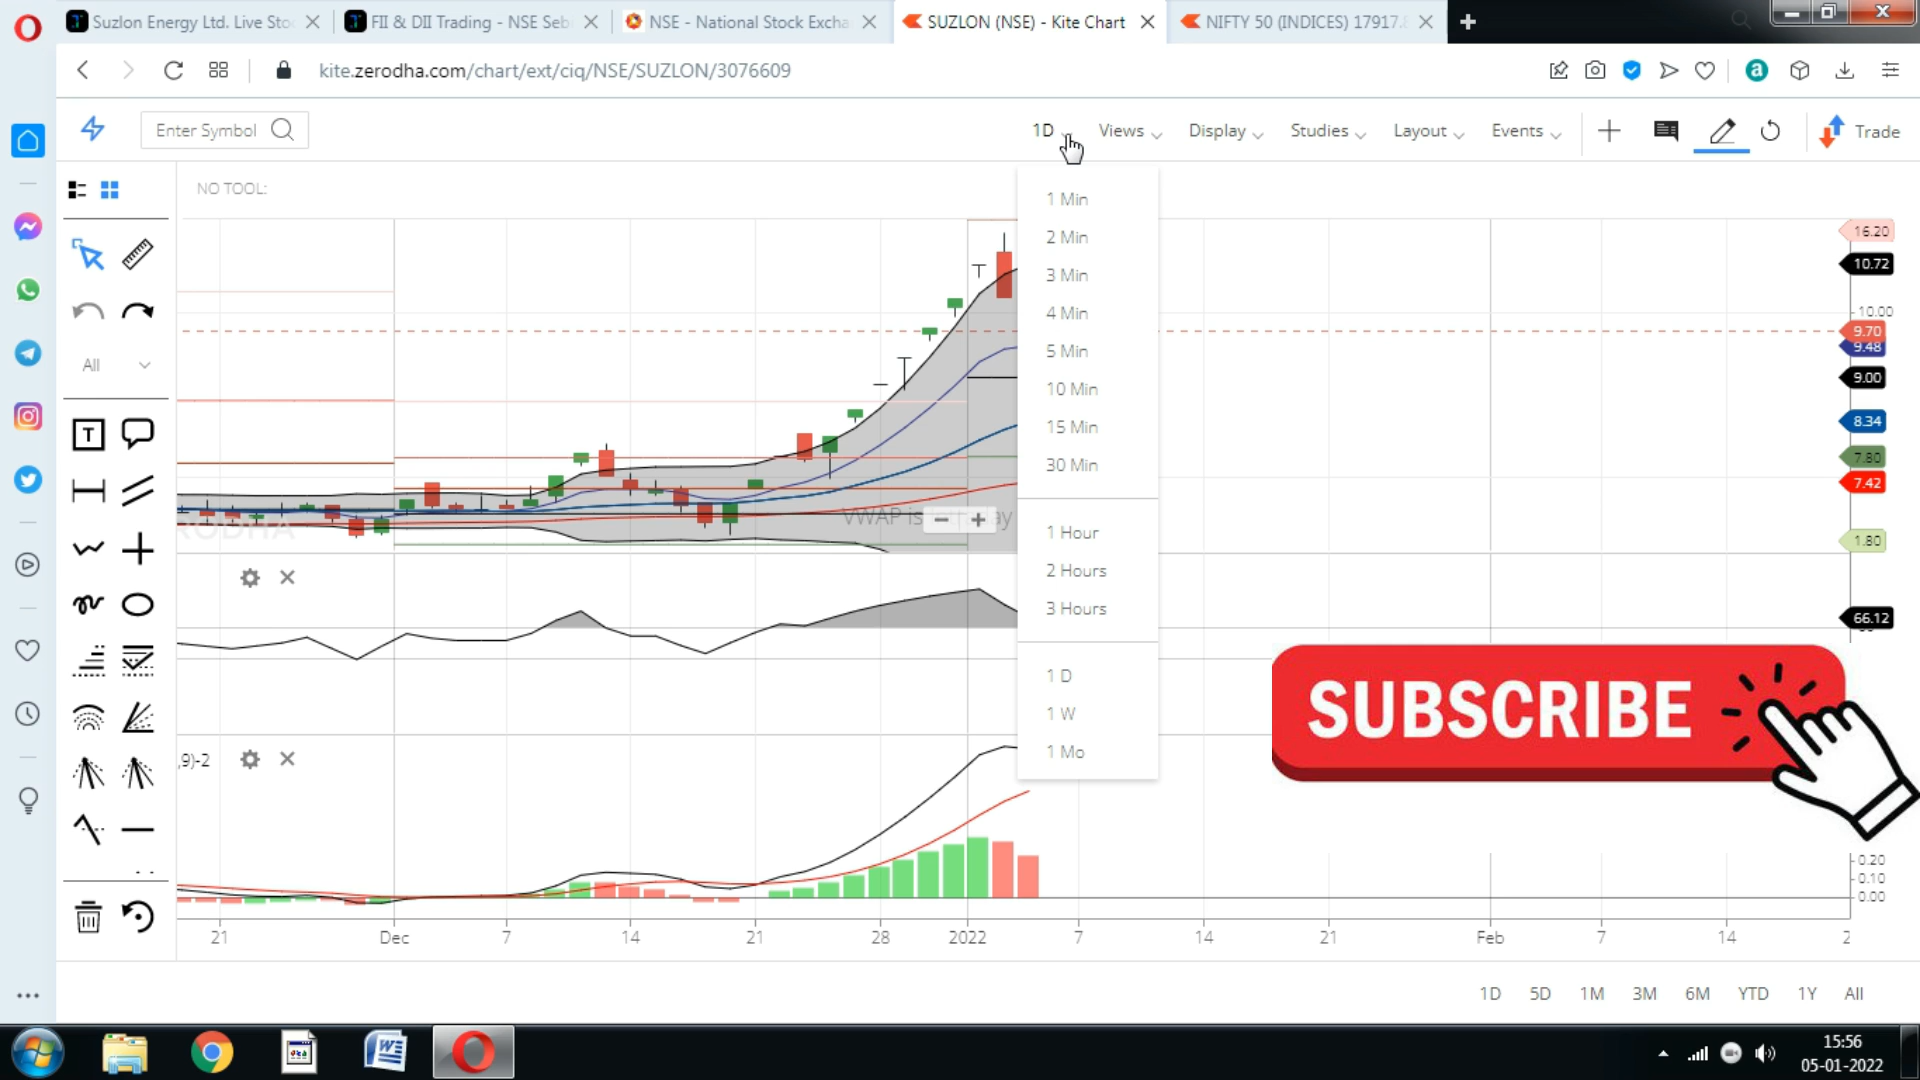 Suzlon Energy Ltd. Live Sto
FII & DII Trading - NSE Seb
NSE - National Stock Excha
SUZLON (NSE) - Kite Chart
NIFTY 50 (INDICES) 17917.
kite.zerodha.com/chart/ext/ciq/NSE/SUZLON/3076609
Enter Symbol
1D
Views
Display
Studies
Layout
Events
Trade
NO TOOL:
All
1 Min
2 Min
3 Min
4 Min
5 Min
10 Min
15 Min
30 Min
1 Hour
2 Hours
3 Hours
1 D
1 W
1 Mo
16.20
10.72
10.00
9.70
9.48
9.00
8.34
7.80
7.42
1.80
66.12
VWAP is
SUBSCRIBE
,9)-2
0.20
0.10
0.00
21
Dec
7
14
21
28
2022
7
14
21
Feb
7
14
2
1D
5D
1M
3M
6M
YTD
1Y
All
15:56
05-01-2022